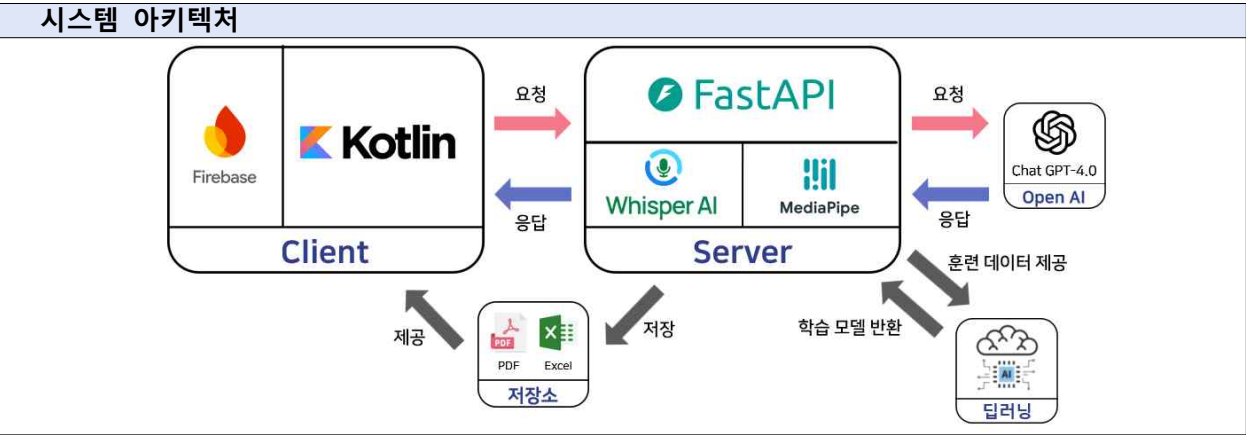 시스템 아키텍처
Firebase
Kotlin
Client
요청
응답
FastAPI
Whisper AI
MediaPipe
Server
요청
응답
Chat GPT-4.0
Open AI
훈련 데이터 제공
학습 모델 반환
제공
저장
PDF
PDF
Excel
저장소
AI
딥러닝